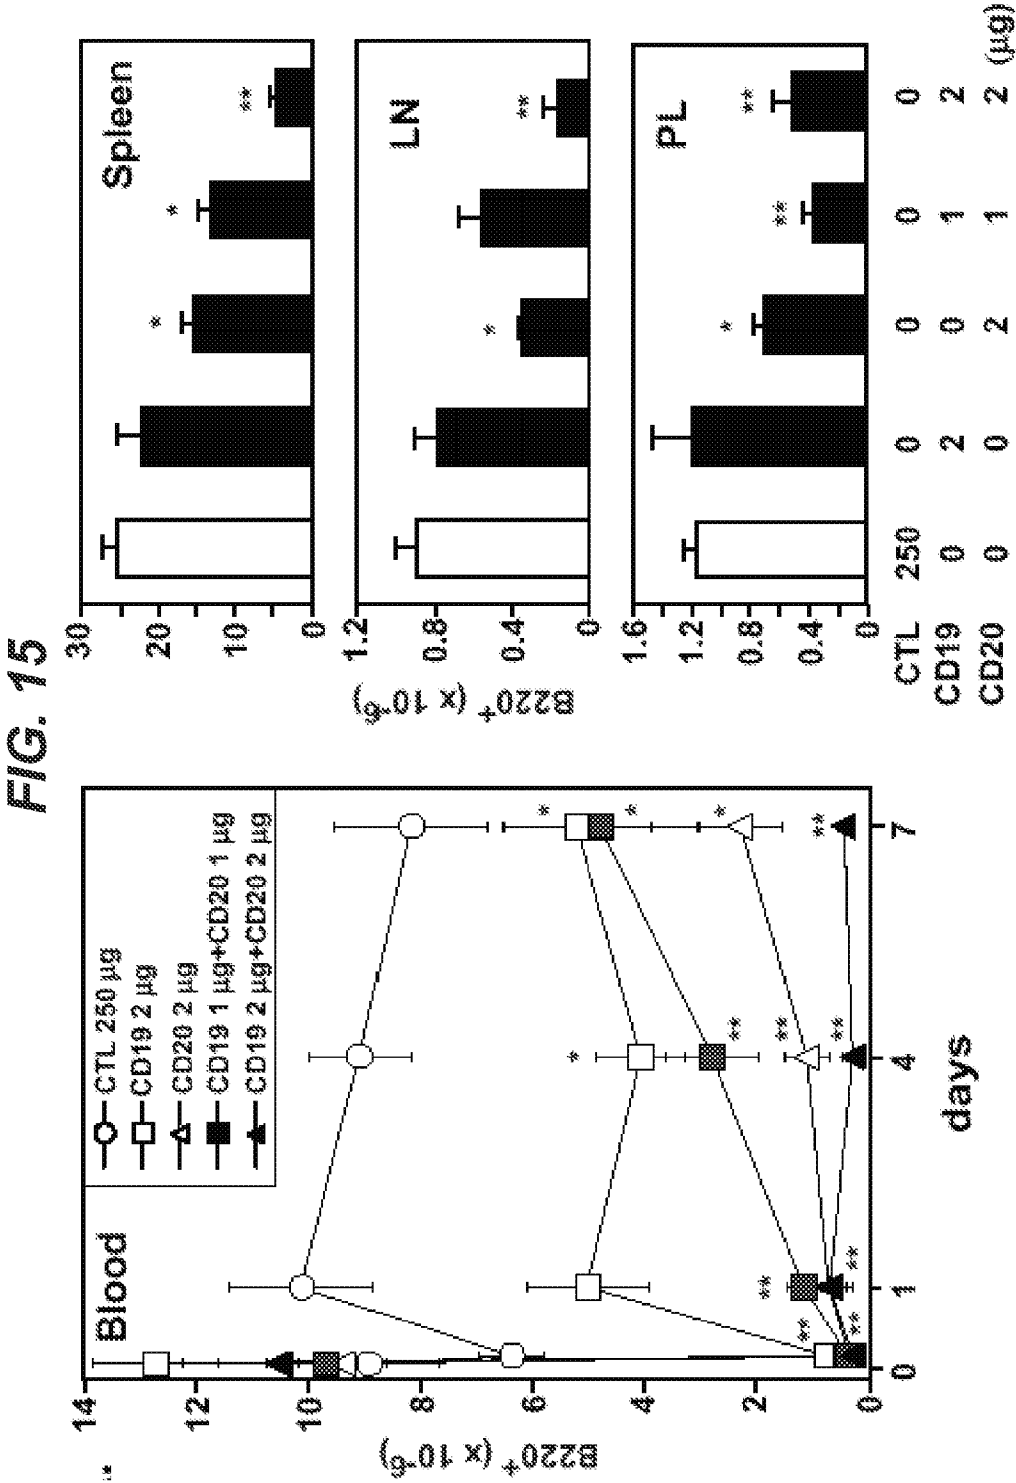 FIG. 15
Blood
CTL 250 µg
CD19 2 µg
CD20 2 µg
CD19 1 µg+CD20 1 µg
CD19 2 µg+CD20 2 µg
B220⁺ (x 10⁻⁶)
14
10
6
4
2
0
**
**
**
**
*
**
**
**
*
*
*
**
0 1 4 7
days
Spleen
B220⁺ (x 10⁻⁶)
30
20
10
0
* * **
LN
1.2
0.8
0.4
0
* **
PL
1.6
1.2
0.8
0.4
0
* ** **
CTL 250 0 0 0 0
CD19 0 2 0 1 2
CD20 0 0 2 1 2 (µg)